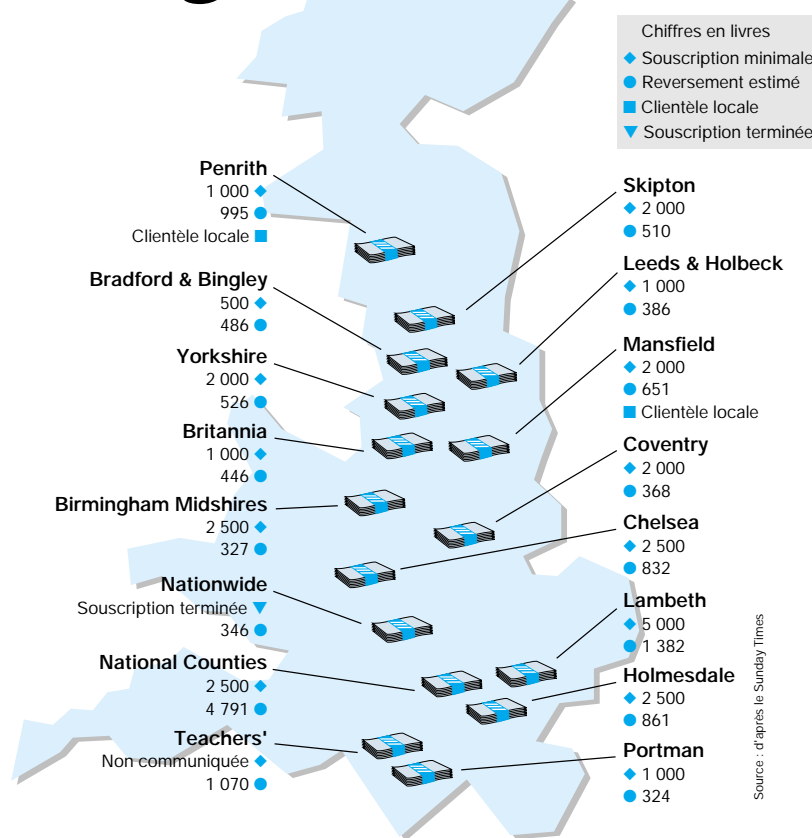 Chiffres en livres
◆ Souscription minimale
● Reversement estimé
■ Clientèle locale
▼ Souscription terminée
Penrith
1 000 ◆
995 ●
Clientèle locale ■
Bradford & Bingley
500 ◆
486 ●
Yorkshire
2 000 ◆
526 ●
Britannia
1 000 ◆
446 ●
Birmingham Midshires
2 500 ◆
327 ●
Nationwide
Souscription terminée ▼
346 ●
National Counties
2 500 ◆
4 791 ●
Teachers'
Non communiquée ◆
1 070 ●
Skipton
◆ 2 000
● 510
Leeds & Holbeck
◆ 1 000
● 386
Mansfield
◆ 2 000
● 651
■ Clientèle locale
Coventry
◆ 2 000
● 368
Chelsea
◆ 2 500
● 832
Lambeth
◆ 5 000
● 1 382
Holmesdale
◆ 2 500
● 861
Portman
◆ 1 000
● 324
Source : d'après le Sunday Times